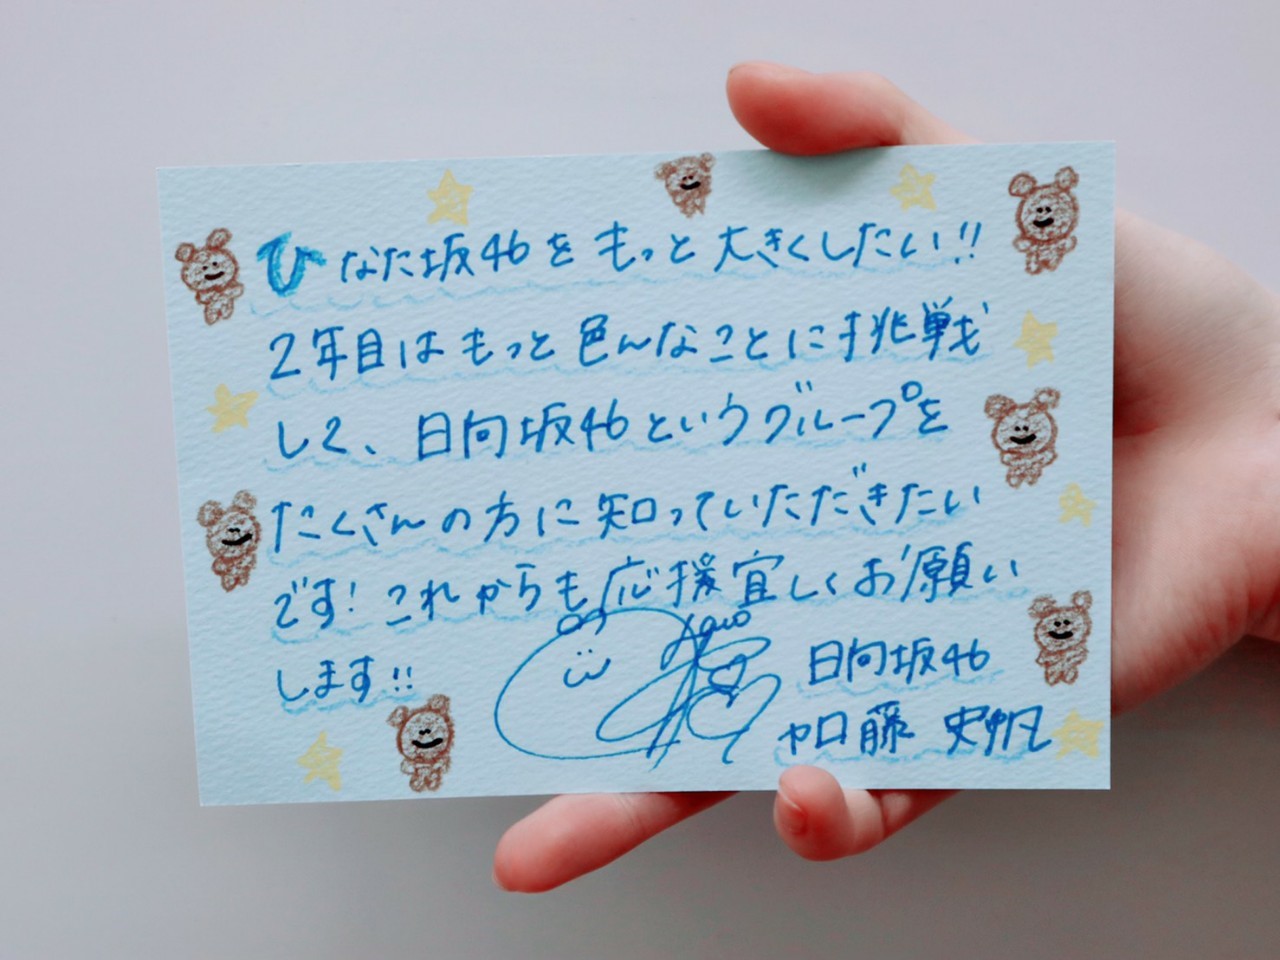 ひなた坂46をもっと大きくしたい!!
2年目はもっと色んなことに挑戦
して、日向坂46というグループを
たくさんの方に知っていただきたい
です! これからも応援宜しくお願い
します!!
日向坂46
加藤 史帆